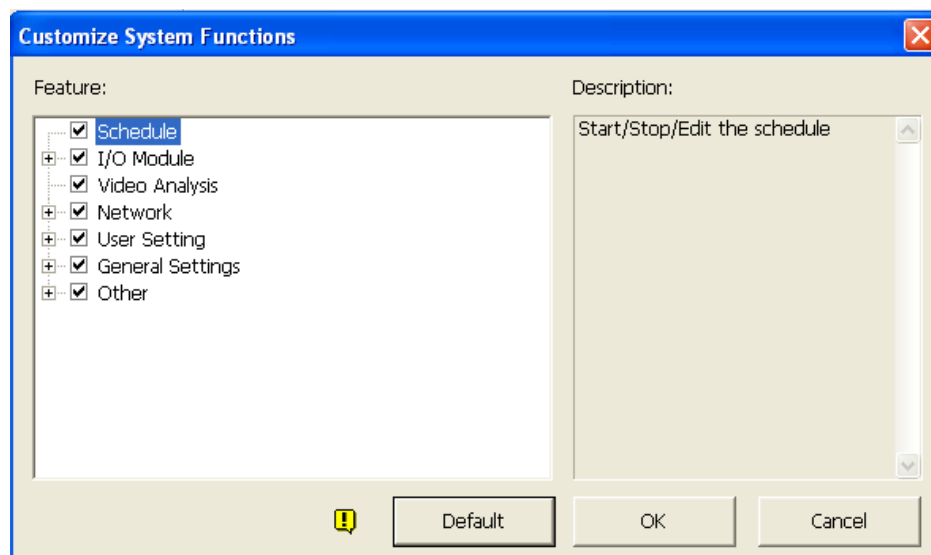 Customize System Functions
Feature:
Description:
Schedule
I/O Module
Video Analysis
Network
User Setting
General Settings
Other
Start/Stop/Edit the schedule
Default
OK
Cancel